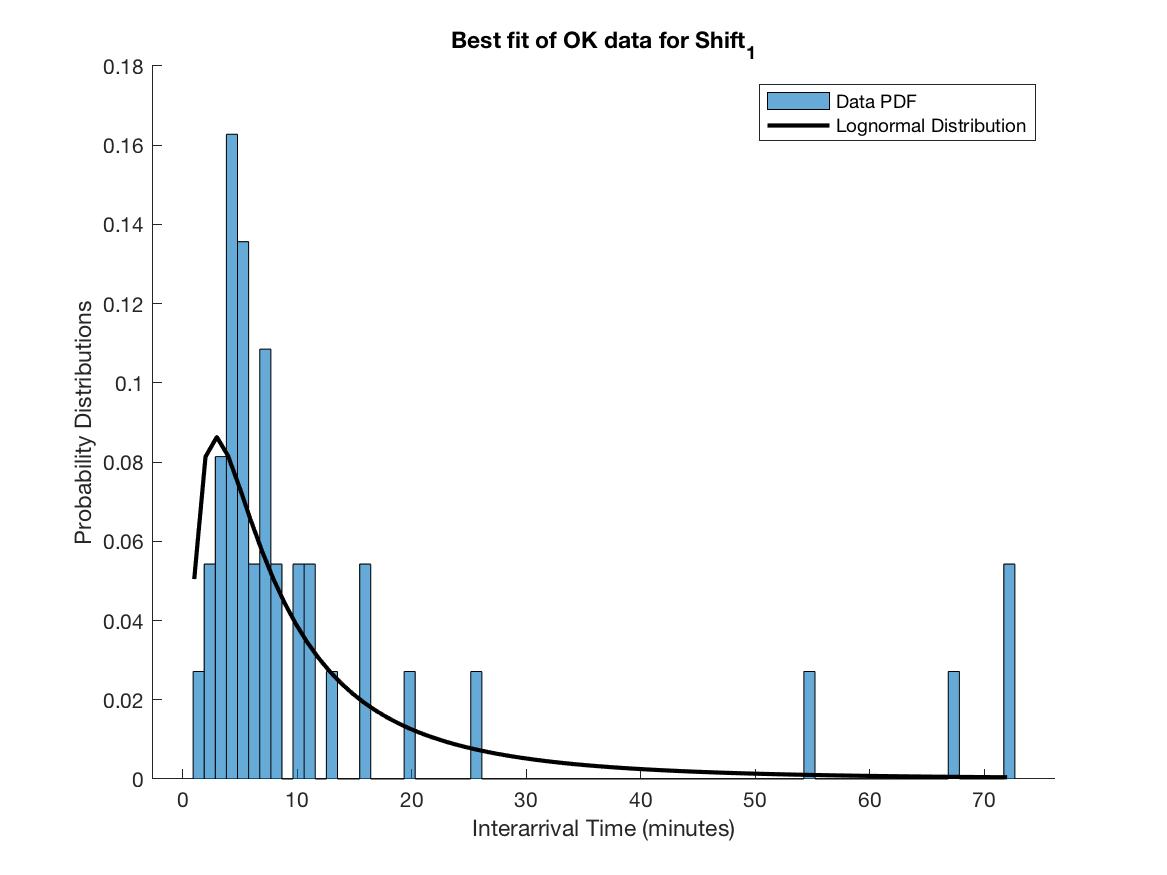 Best fit of OK data for Shift1
0.18
0.16
0.14
0.12
0.1
0.08
0.06
0.04
0.02
0
Probability Distributions
Data PDF
Lognormal Distribution
0 10 20 30 40 50 60 70
Interarrival Time (minutes)